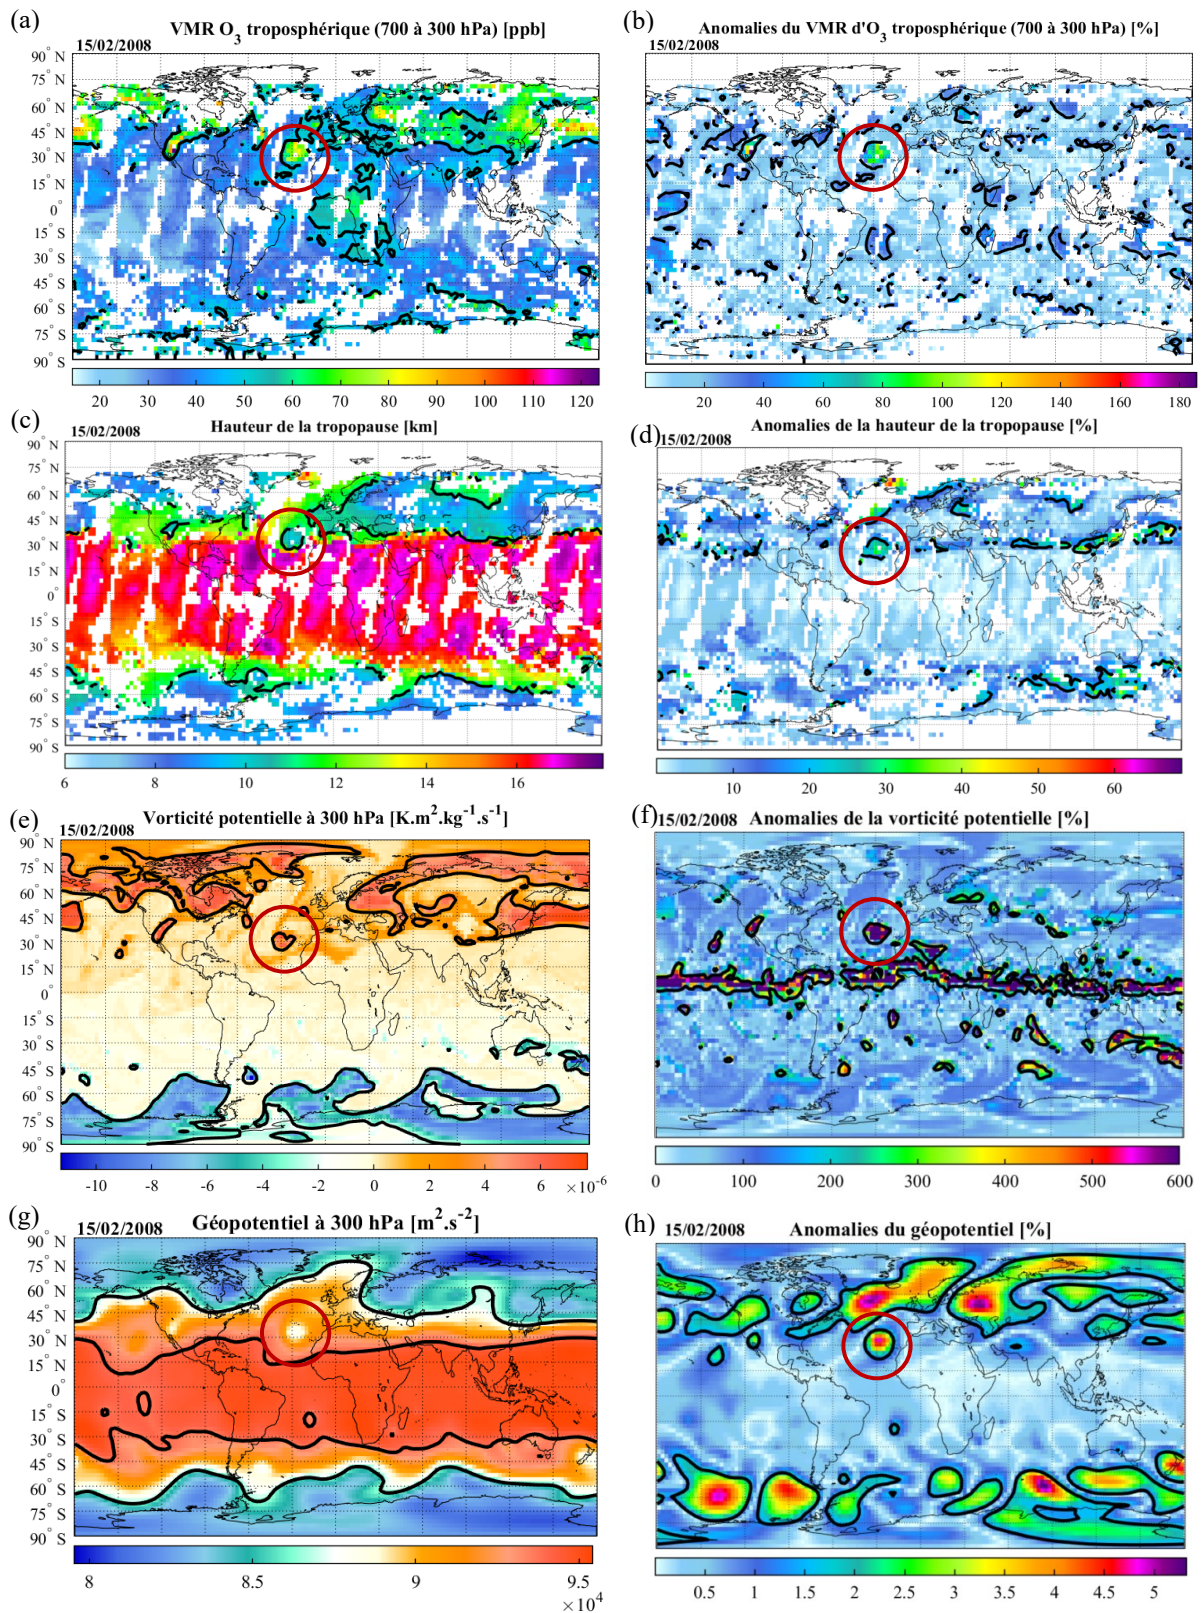 (a) VMR O3 troposphérique (700 à 300 hPa) [ppb]
15/02/2008
90° N
75° N
60° N
45° N
30° N
15° N
0°
15° S
30° S
45° S
60° S
75° S
90° S
20 30 40 50 60 70 80 90 100 110 120
(b) Anomalies du VMR d'O3 troposphérique (700 à 300 hPa) [%]
15/02/2008
20 40 60 80 100 120 140 160 180
(c) Hauteur de la tropopause [km]
15/02/2008
90° N
75° N
60° N
45° N
30° N
15° N
0°
15° S
30° S
45° S
60° S
75° S
90° S
6 8 10 12 14 16
(d) Anomalies de la hauteur de la tropopause [%]
15/02/2008
10 20 30 40 50 60
(e) Vorticité potentielle à 300 hPa [K.m2.kg-1.s-1]
15/02/2008
90° N
75° N
60° N
45° N
30° N
15° N
0°
15° S
30° S
45° S
60° S
75° S
90° S
-10 -8 -6 -4 -2 0 2 4 6 ×10-6
(f) 15/02/2008 Anomalies de la vorticité potentielle [%]
0 100 200 300 400 500 600
(g) 15/02/2008 Géopotentiel à 300 hPa [m2.s-2]
90° N
75° N
60° N
45° N
30° N
15° N
0°
15° S
30° S
45° S
60° S
75° S
90° S
8 8.5 9 9.5
×104
(h) 15/02/2008 Anomalies du géopotentiel [%]
0.5 1 1.5 2 2.5 3 3.5 4 4.5 5